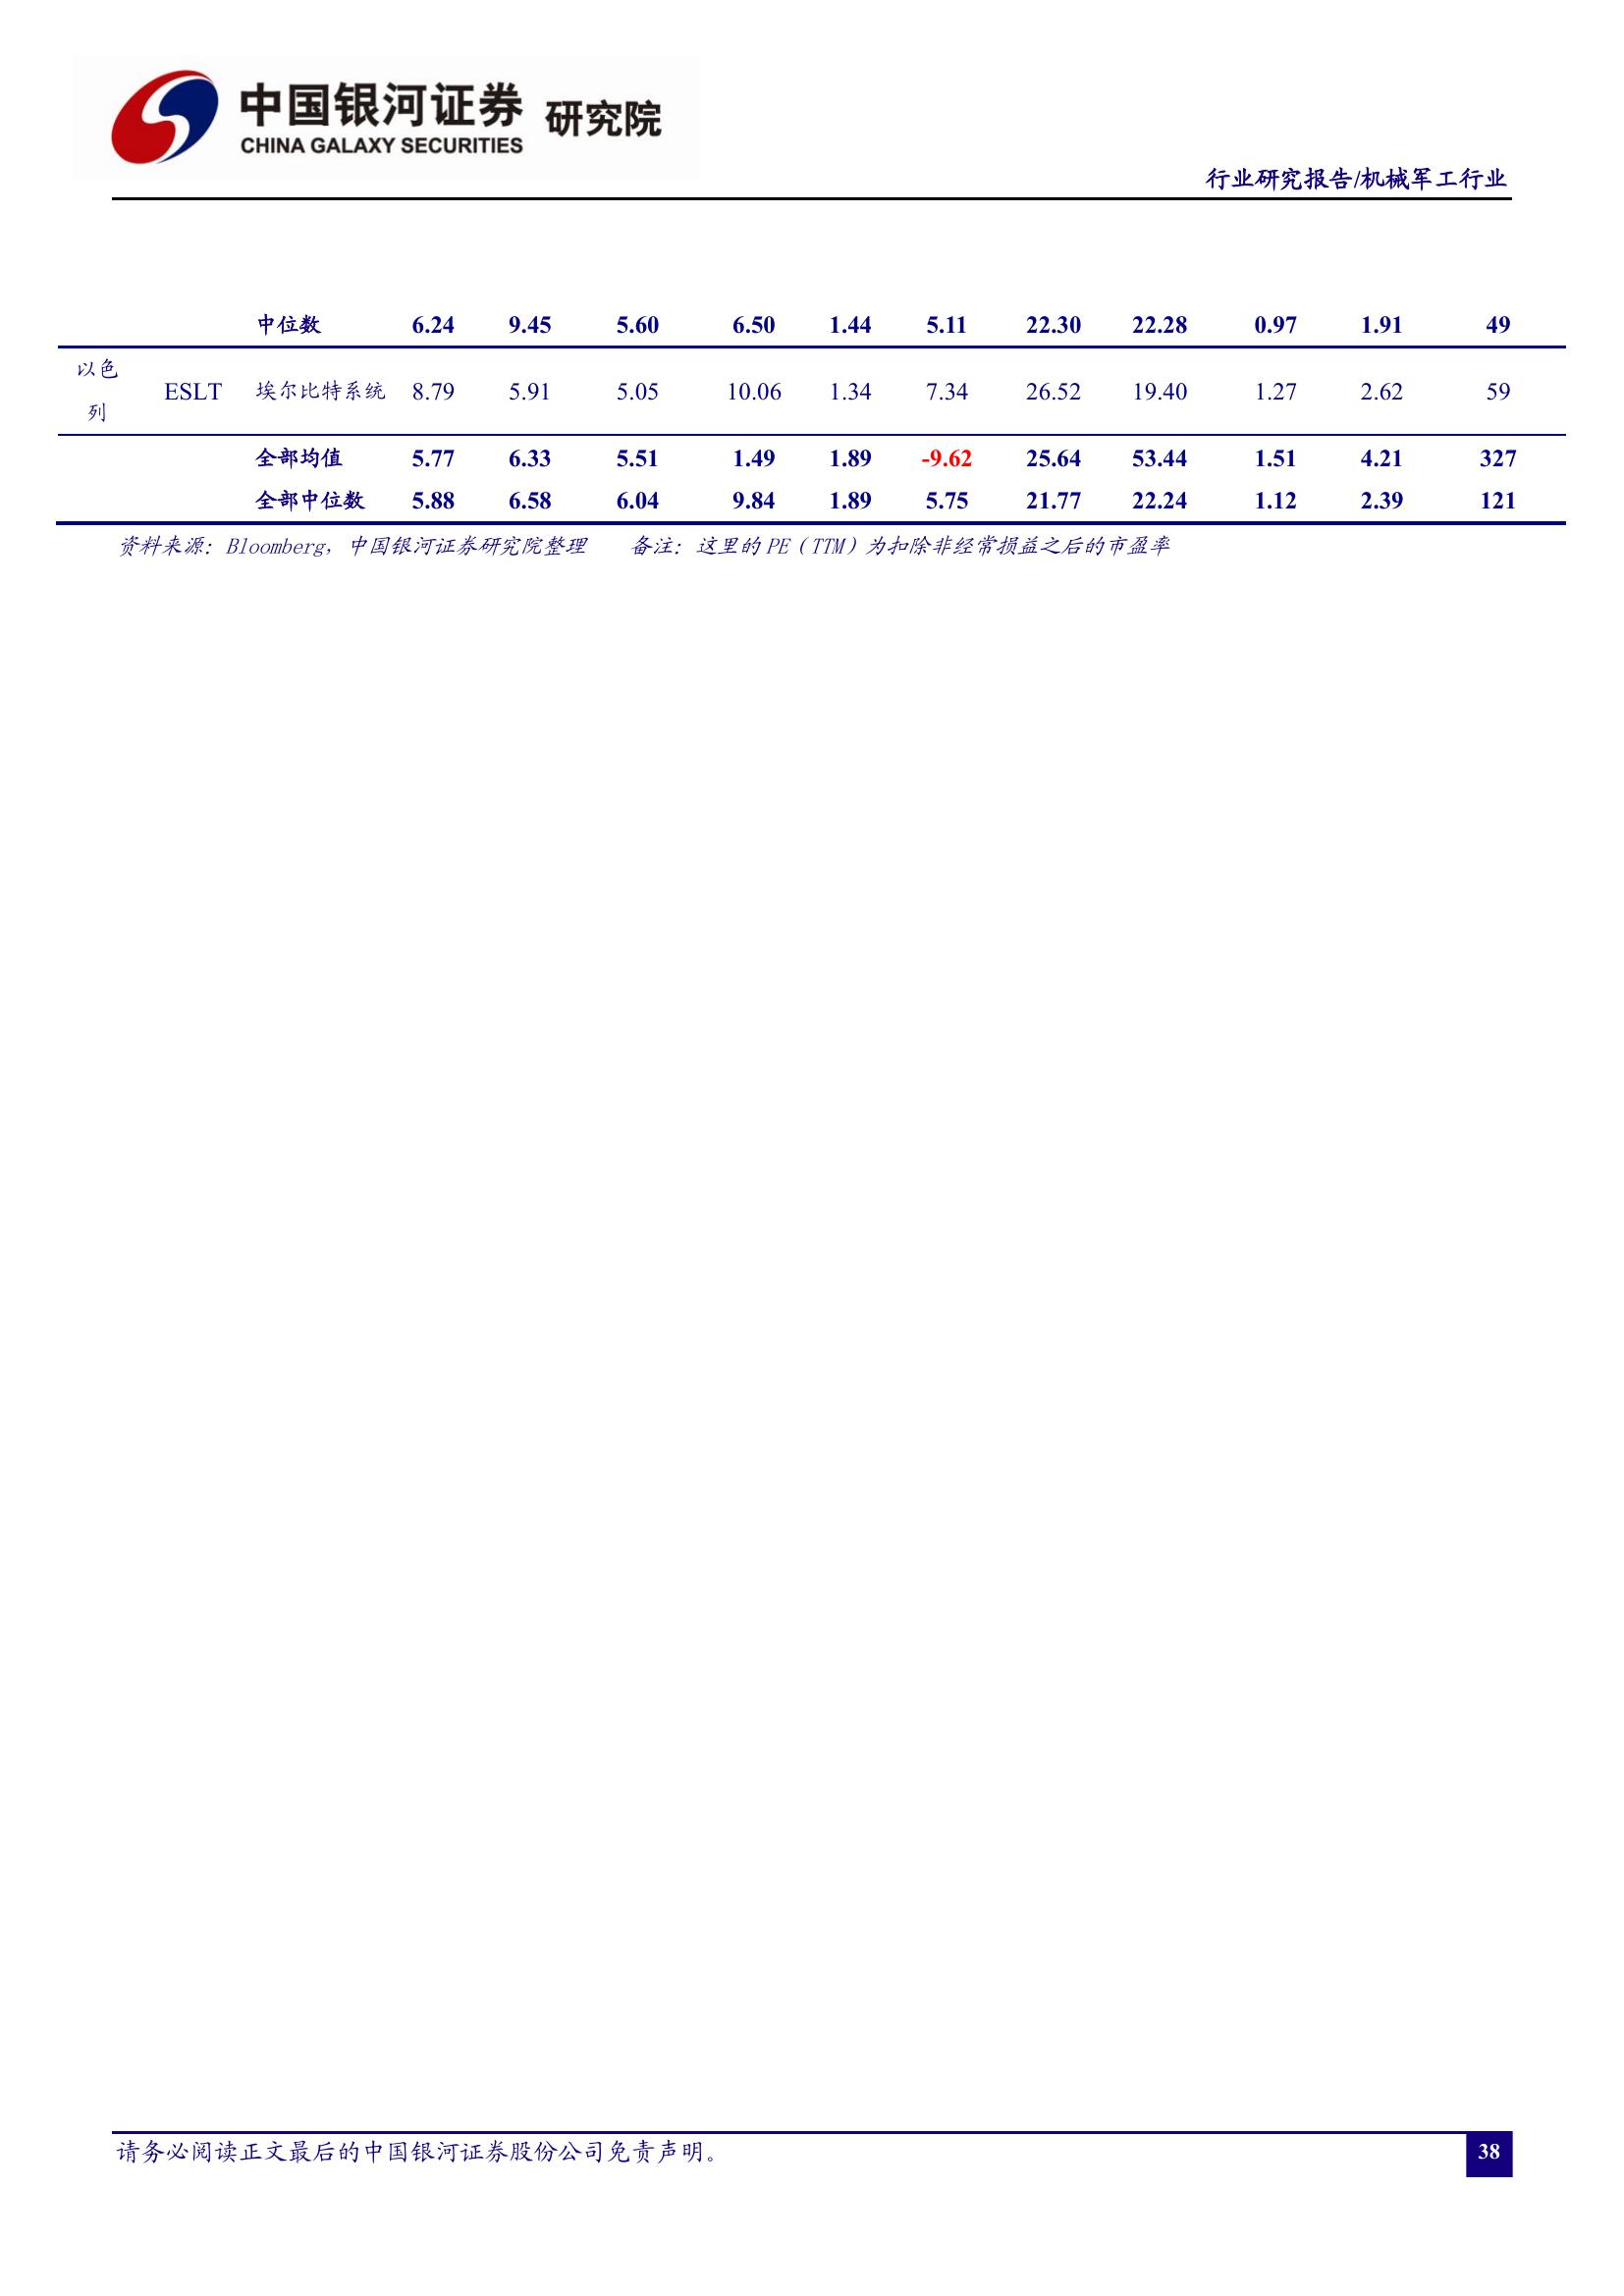 中国银河证券 研究院
CHINA GALAXY SECURITIES
行业研究报告/机械军工行业
中位数 6.24 9.45 5.60 6.50 1.44 5.11 22.30 22.28 0.97 1.91 49
以色
列 ESLT 埃尔比特系统 8.79 5.91 5.05 10.06 1.34 7.34 26.52 19.40 1.27 2.62 59
全部均值 5.77 6.33 5.51 1.49 1.89 -9.62 25.64 53.44 1.51 4.21 327
全部中位数 5.88 6.58 6.04 9.84 1.89 5.75 21.77 22.24 1.12 2.39 121
资料来源：Bloomberg，中国银河证券研究院整理 备注：这里的 PE（TTM）为扣除非经常损益之后的市盈率
请务必阅读正文最后的中国银河证券股份公司免责声明。 38